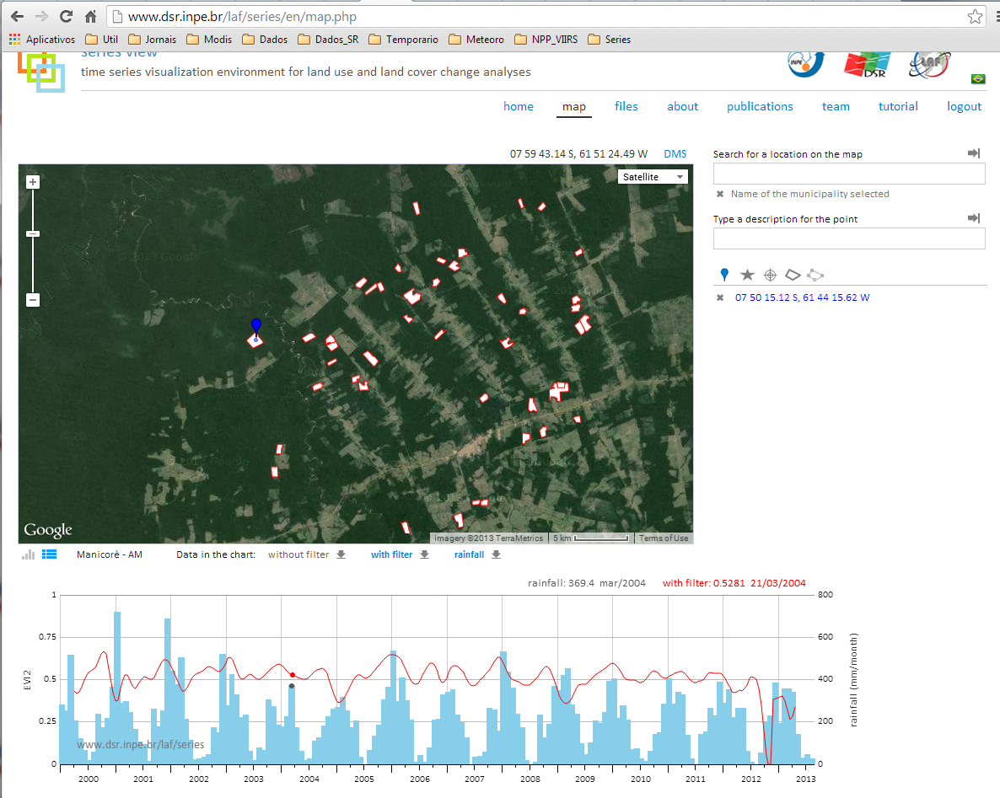 www.dsr.inpe.br/laf/series/en/map.php
Aplicativos Util Jornais Modis Dados Dados_SR Temporario Meteoro NPP_VIIRS Series
series view
time series visualization environment for land use and land cover change analyses
INPE DSR LAF
home map files about publications team tutorial logout
07 59 43.14 S, 61 51 24.49 W DMS
Search for a location on the map
Satellite
Name of the municipality selected
Type a description for the point
07 50 15.12 S, 61 44 15.62 W
Google
Imagery ©2013 TerraMetrics 5 km Terms of Use
Manicoré - AM Data in the chart: without filter with filter rainfall
rainfall: 369.4 mar/2004 with filter: 0.5281 21/03/2004
1 800
0.75 600
0.5 400
0.25 200
0 0
EVI2
rainfall (mm/month)
www.dsr.inpe.br/laf/series
2000 2001 2002 2003 2004 2005 2006 2007 2008 2009 2010 2011 2012 2013